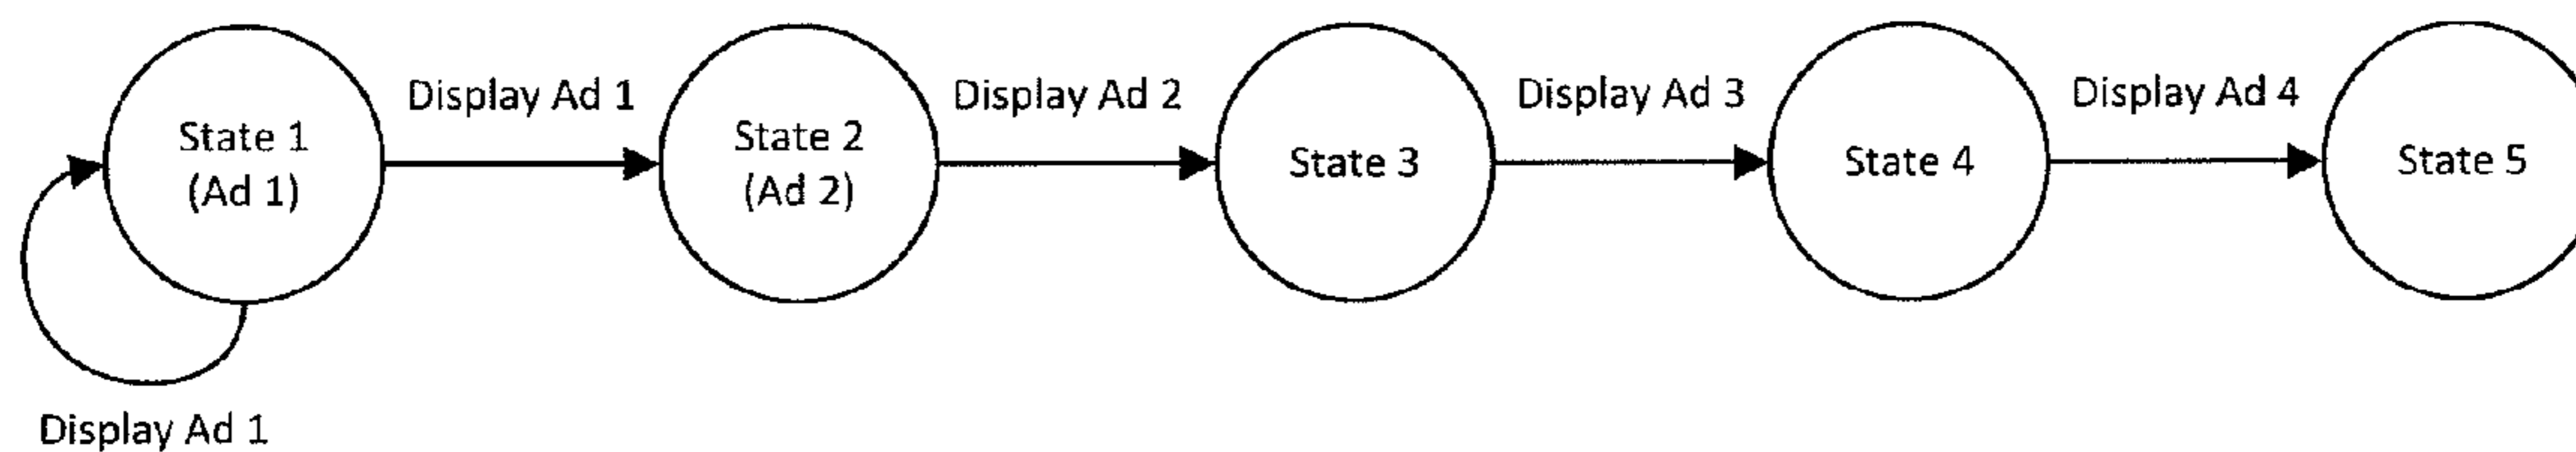 Display Ad 1
Display Ad 2
Display Ad 3
Display Ad 4
State 1
(Ad 1)
State 2
(Ad 2)
State 3
State 4
State 5
Display Ad 1